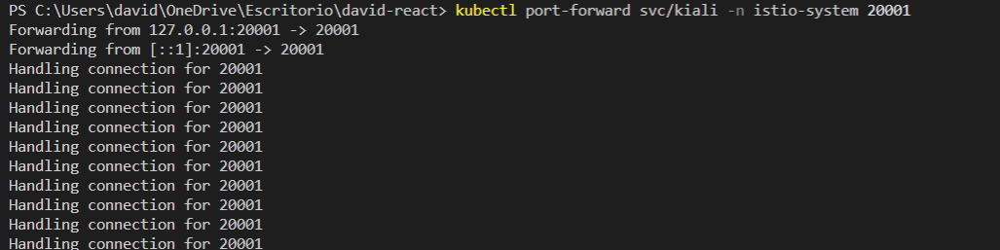 PS C:\Users\david\OneDrive\Escritorio\david-react> kubectl port-forward svc/kiali -n istio-system 20001
Forwarding from 127.0.0.1:20001 -> 20001
Forwarding from [::1]:20001 -> 20001
Handling connection for 20001
Handling connection for 20001
Handling connection for 20001
Handling connection for 20001
Handling connection for 20001
Handling connection for 20001
Handling connection for 20001
Handling connection for 20001
Handling connection for 20001
Handling connection for 20001